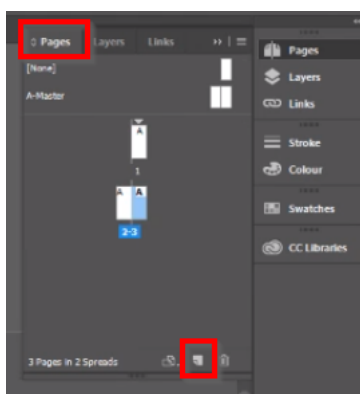 Pages Layers Links
[None]
A-Master
A
1
A A
2-3
3 Pages in 2 Spreads
Pages
Layers
Links
Stroke
Colour
Swatches
CC Libraries